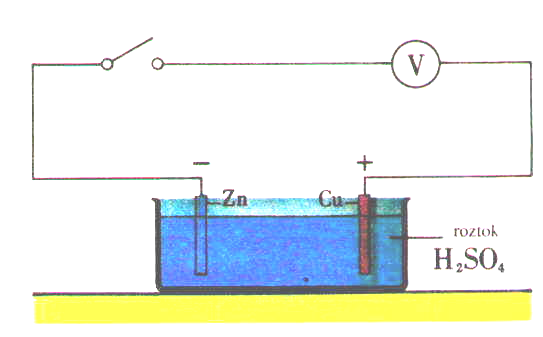 V
− +
Zn Cu
roztok
H₂SO₄